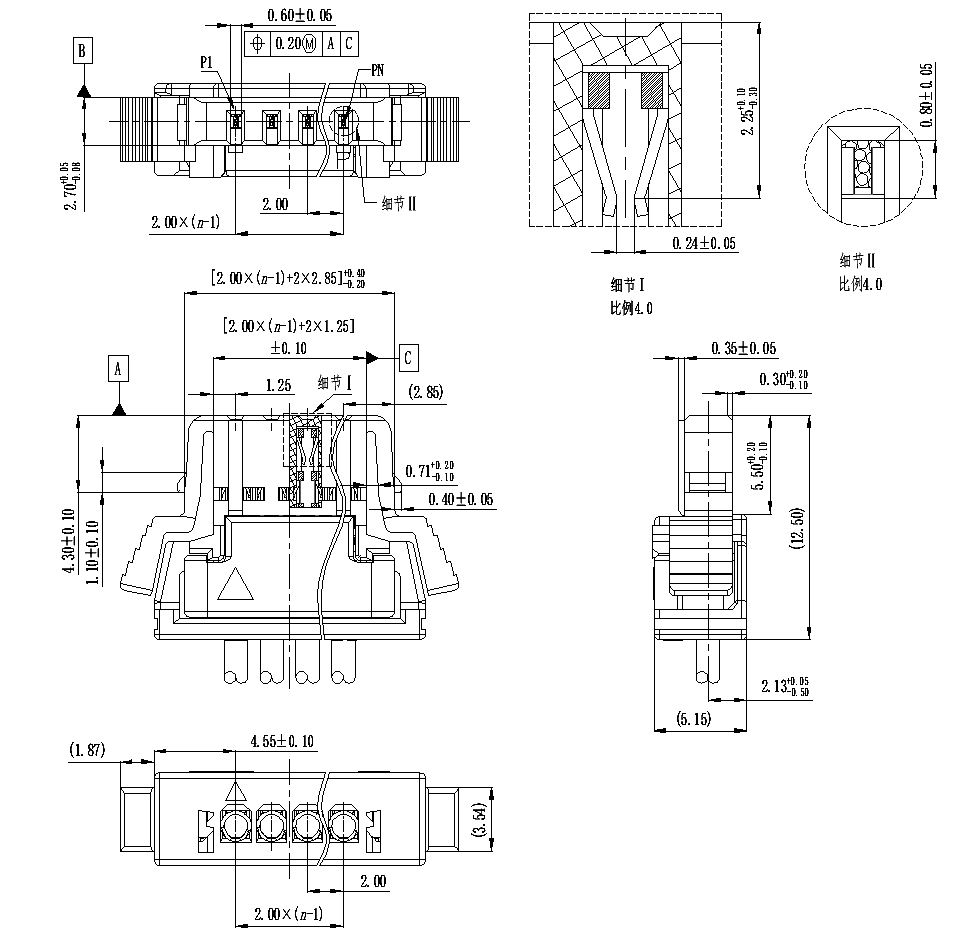 0.60±0.05
⌖ 0.20Ⓜ A C
B
P1
PN
2.70+0.05-0.08
2.00
细节Ⅱ
2.00×(n-1)
2.25+0.10-0.30
0.24±0.05
细节Ⅰ
比例4.0
0.80±0.05
细节Ⅱ
比例4.0
[2.00×(n-1)+2×2.85]+0.40-0.20
[2.00×(n-1)+2×1.25]
±0.10
A
C
1.25
细节Ⅰ
(2.85)
0.71+0.20-0.10
0.40±0.05
4.30±0.10
1.10±0.10
0.35±0.05
0.30+0.20-0.10
5.50+0.20-0.10
(12.50)
2.13+0.05-0.50
(5.15)
(1.87)
4.55±0.10
(3.54)
2.00
2.00×(n-1)